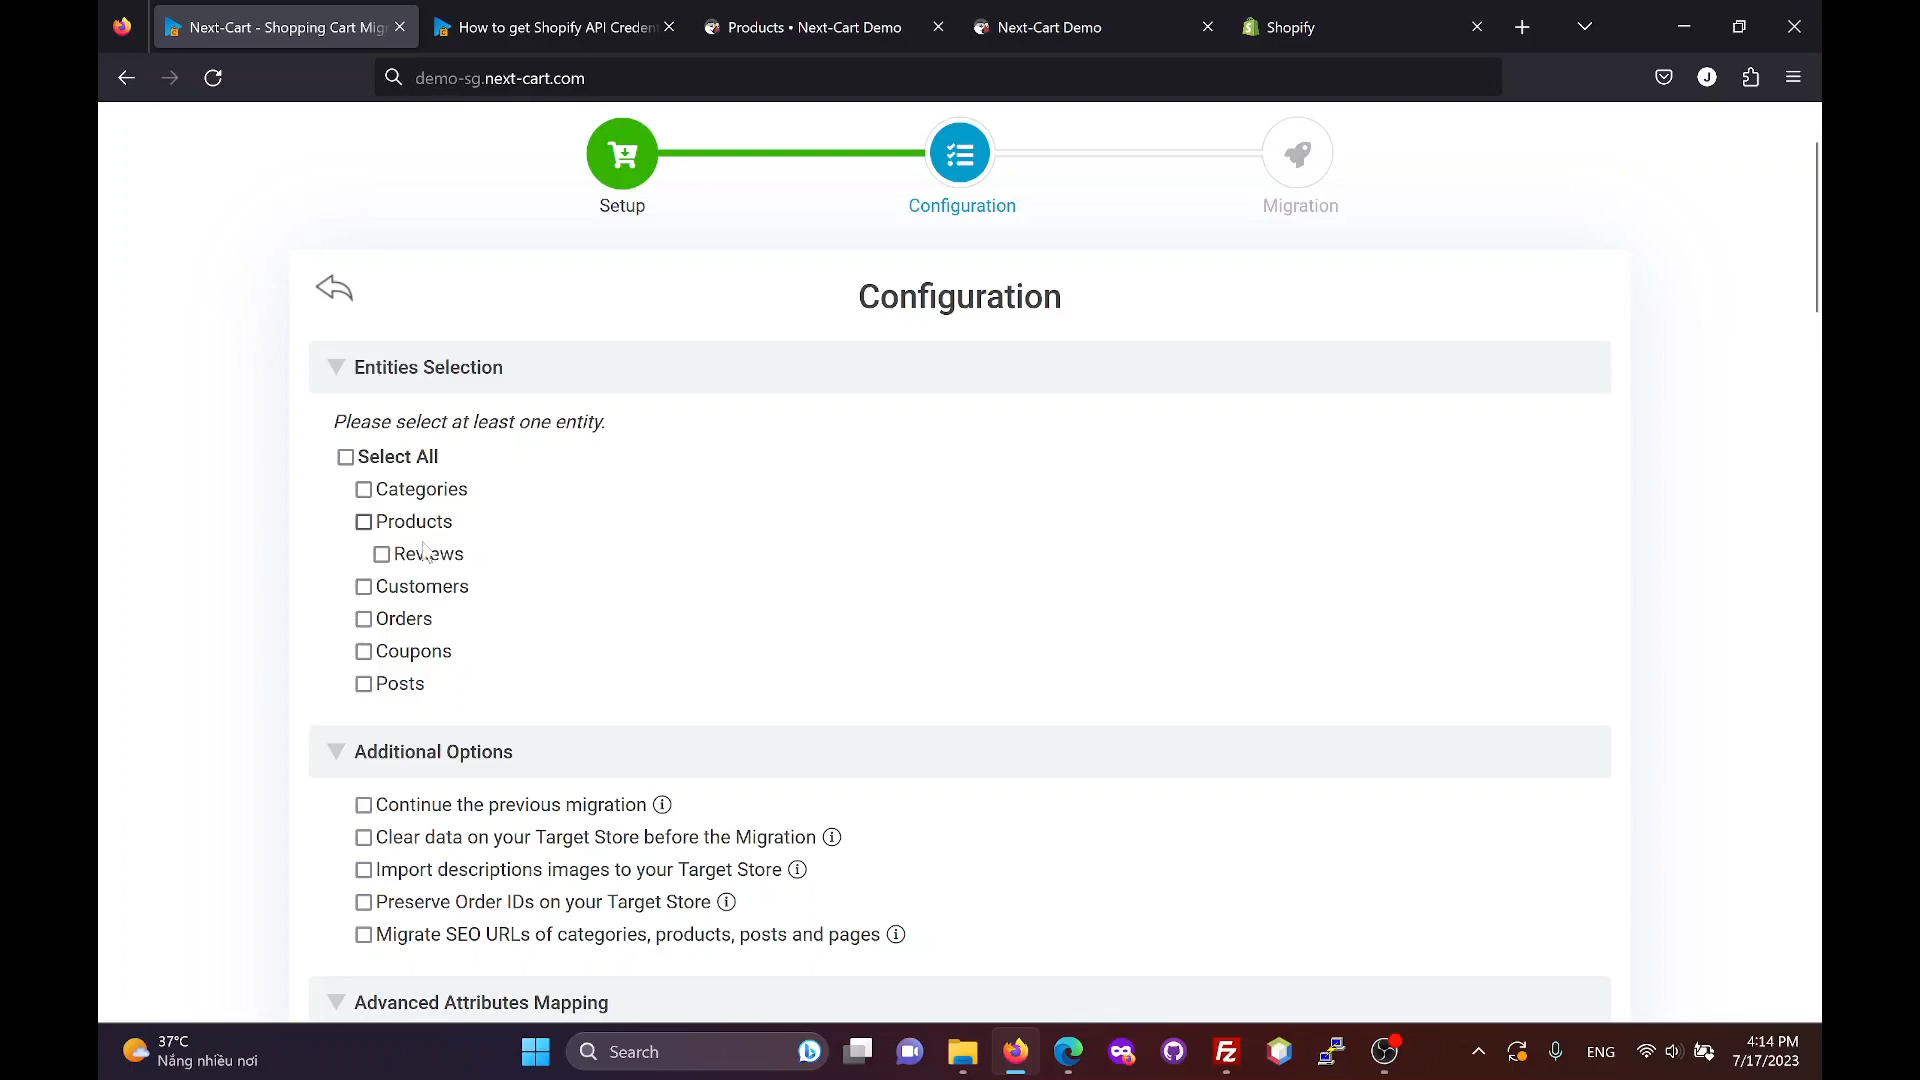 Next-Cart - Shopping Cart Mig
How to get Shopify API Creden
Products • Next-Cart Demo
Next-Cart Demo
Shopify
demo-sg.next-cart.com
J
Setup
Configuration
Migration
Configuration
Entities Selection
Please select at least one entity.
Select All
Categories
Products
Reviews
Customers
Orders
Coupons
Posts
Additional Options
Continue the previous migration
Clear data on your Target Store before the Migration
Import descriptions images to your Target Store
Preserve Order IDs on your Target Store
Migrate SEO URLs of categories, products, posts and pages
Advanced Attributes Mapping
37°C
Nắng nhiều nơi
Search
Fz
ENG
4:14 PM
7/17/2023